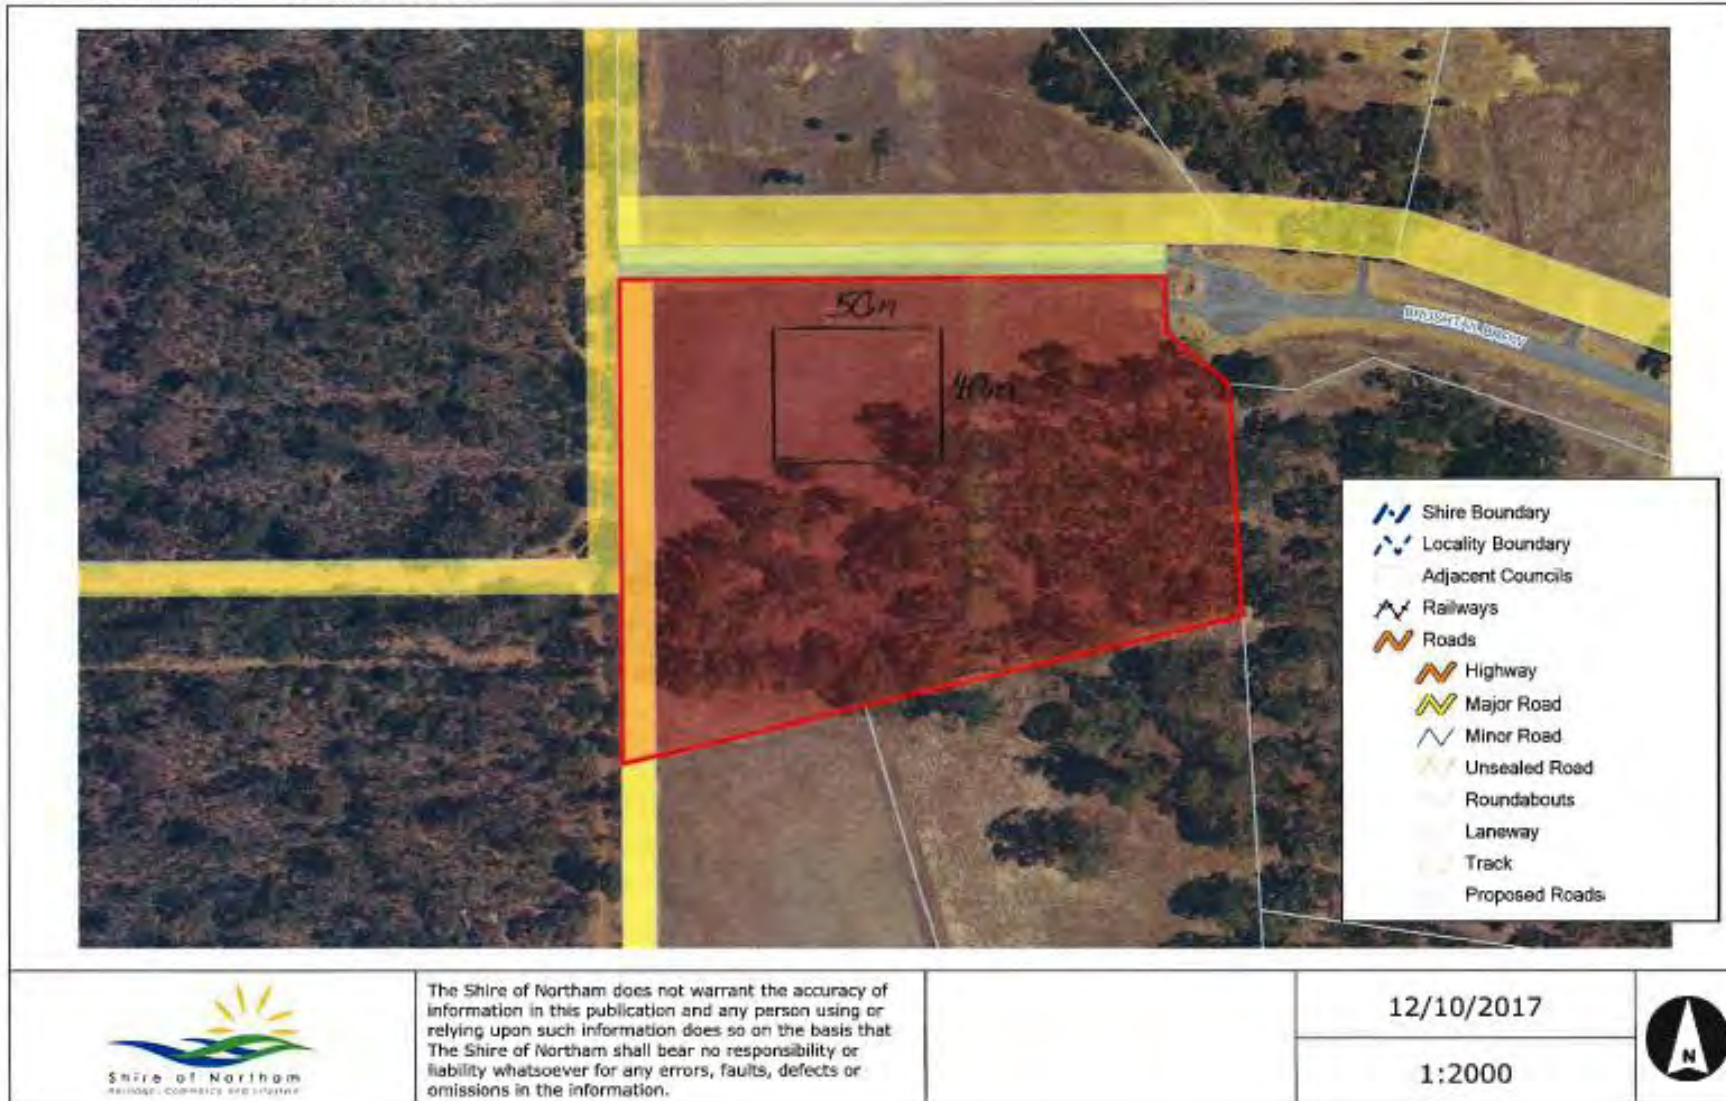 50m
40m
Shire Boundary
Locality Boundary
Adjacent Councils
Railways
Roads
Highway
Major Road
Minor Road
Unsealed Road
Roundabouts
Laneway
Track
Proposed Roads
Shire of Northam
Heritage, Commerce and Lifestyle
The Shire of Northam does not warrant the accuracy of
information in this publication and any person using or
relying upon such information does so on the basis that
The Shire of Northam shall bear no responsibility or
liability whatsoever for any errors, faults, defects or
omissions in the information.
12/10/2017
1:2000
N